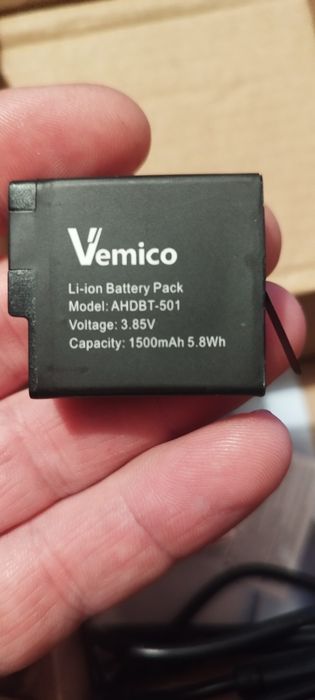 Vemico
Li-ion Battery Pack
Model: AHDBT-501
Voltage: 3.85V
Capacity: 1500mAh 5.8Wh